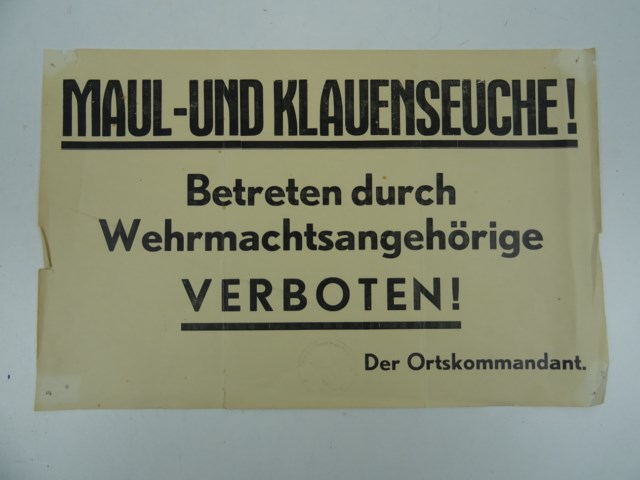 MAUL-UND KLAUENSEUCHE!
Betreten durch
Wehrmachtsangehörige
VERBOTEN!
Der Ortskommandant.